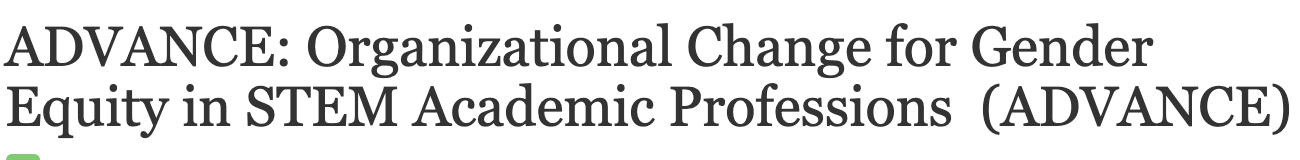 ADVANCE: Organizational Change for Gender
Equity in STEM Academic Professions (ADVANCE)